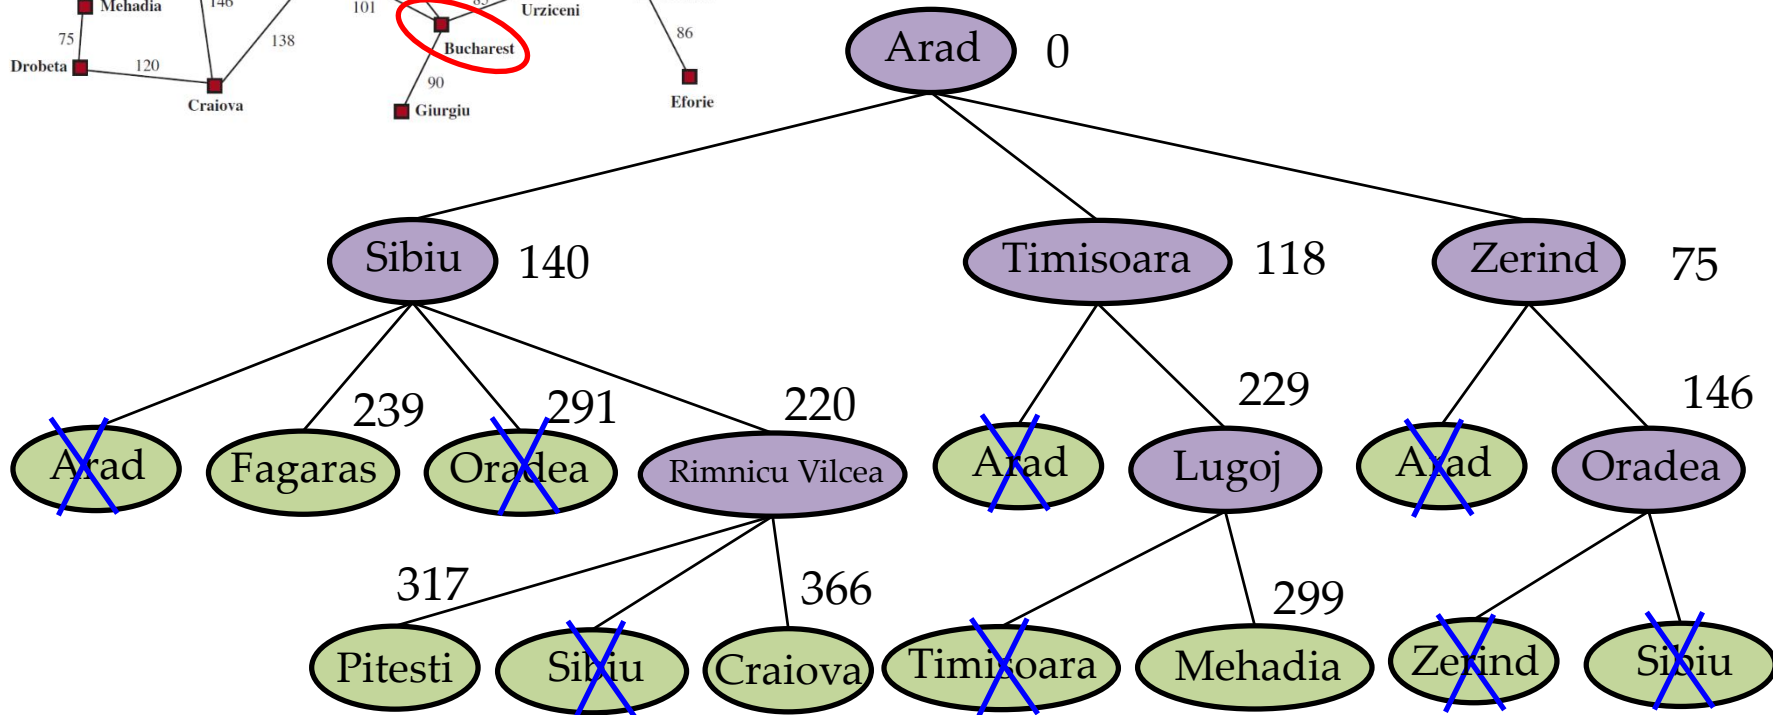 Mehadia
146
101
85
Urziceni
75
138
Bucharest
86
Drobeta
120
90
Craiova
Giurgiu
Eforie
Arad 0
Sibiu 140
Timisoara 118
Zerind 75
239 291 220 229 146
Arad Fagaras Oradea Rimnicu Vilcea Arad Lugoj Arad Oradea
317 366 299
Pitesti Sibiu Craiova Timisoara Mehadia Zerind Sibiu